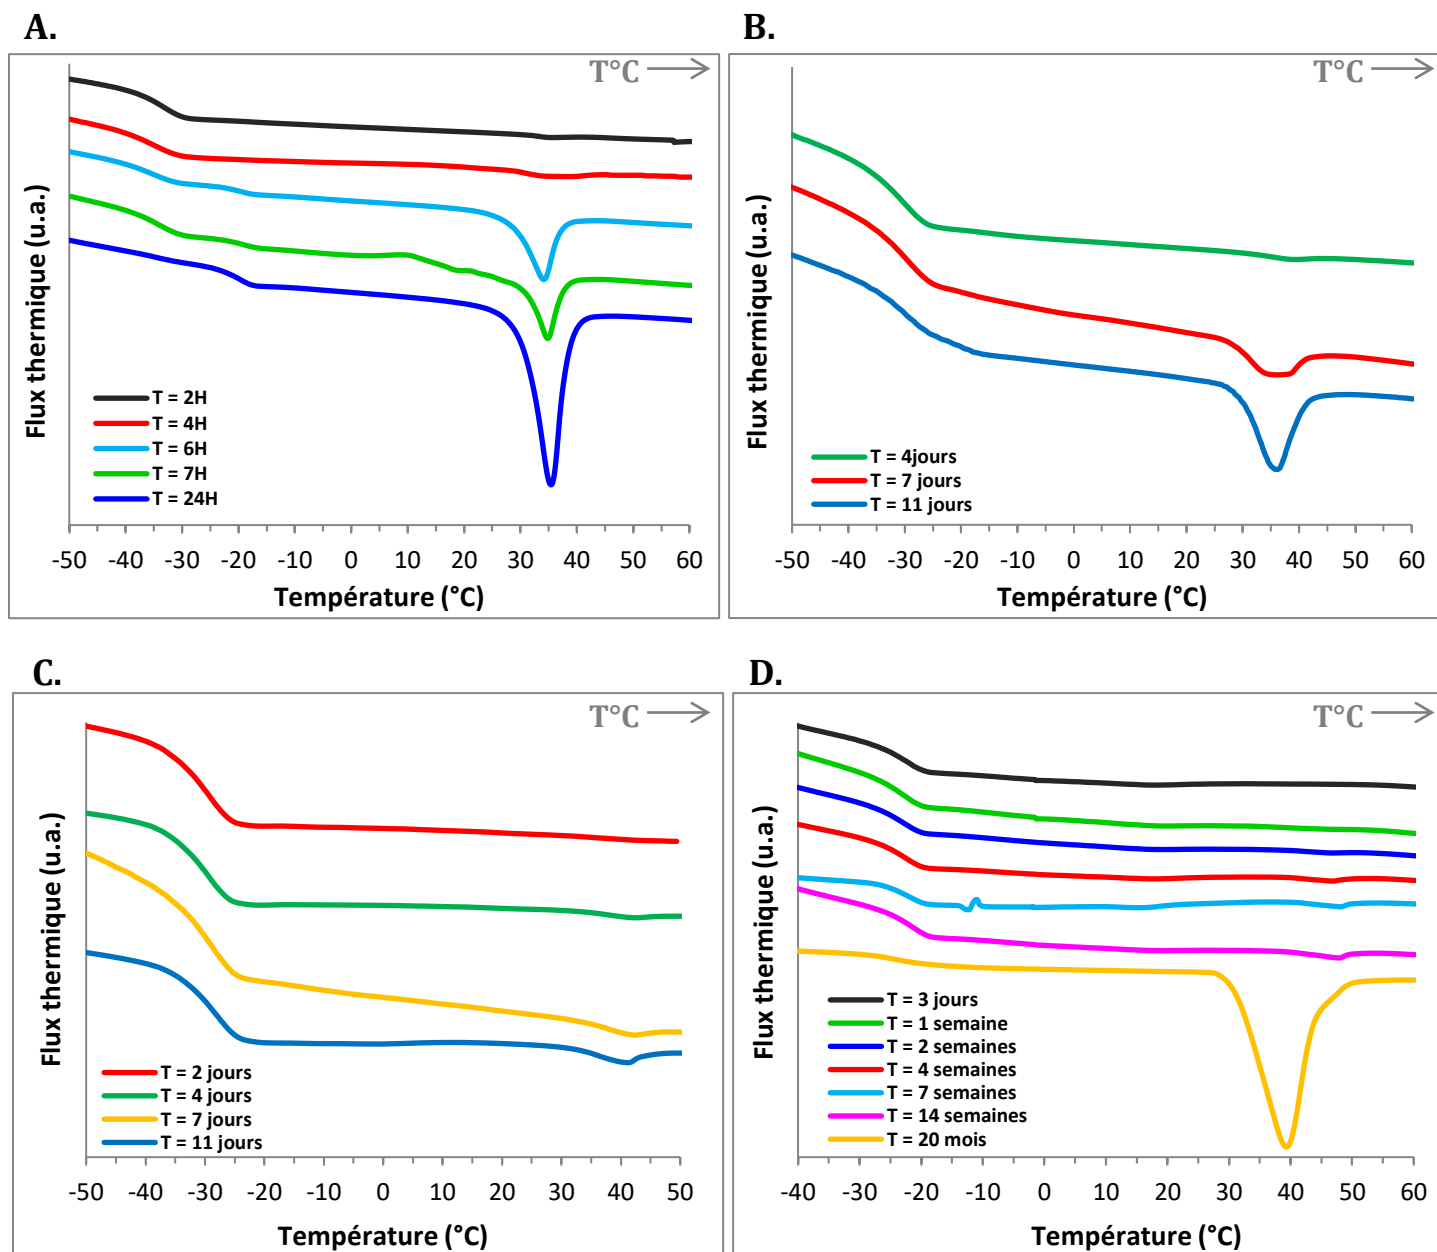 A.
T°C
Flux thermique (u.a.)
T = 2H
T = 4H
T = 6H
T = 7H
T = 24H
-50 -40 -30 -20 -10 0 10 20 30 40 50 60
Température (°C)
B.
T°C
Flux thermique (u.a.)
T = 4jours
T = 7 jours
T = 11 jours
-50 -40 -30 -20 -10 0 10 20 30 40 50 60
Température (°C)
C.
T°C
Flux thermique (u.a.)
T = 2 jours
T = 4 jours
T = 7 jours
T = 11 jours
-50 -40 -30 -20 -10 0 10 20 30 40 50
Température (°C)
D.
T°C
Flux thermique (u.a.)
T = 3 jours
T = 1 semaine
T = 2 semaines
T = 4 semaines
T = 7 semaines
T = 14 semaines
T = 20 mois
-40 -30 -20 -10 0 10 20 30 40 50 60
Température (°C)